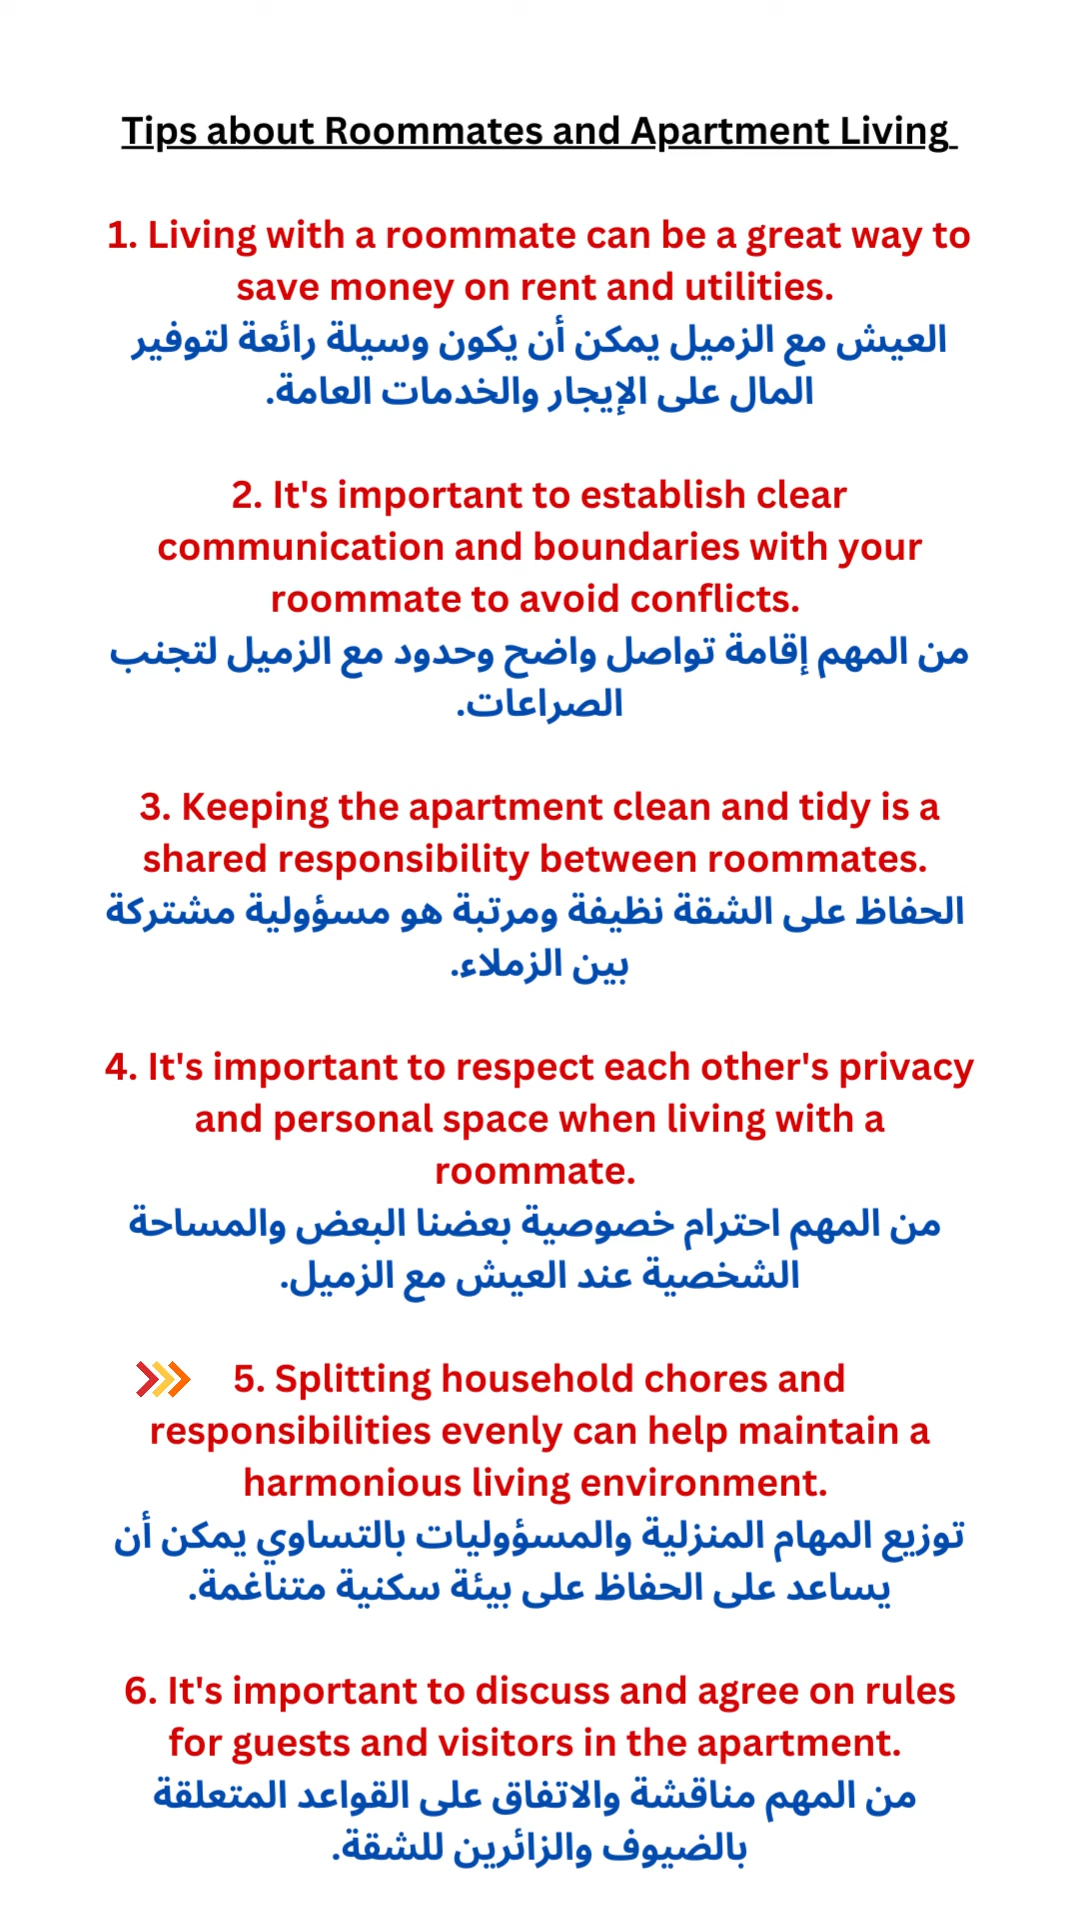 Tips about Roommates and Apartment Living
1. Living with a roommate can be a great way to
save money on rent and utilities.
العيش مع الزميل يمكن أن يكون وسيلة رائعة لتوفير
المال على الإيجار والخدمات العامة.
2. It's important to establish clear
communication and boundaries with your
roommate to avoid conflicts.
من المهم إقامة تواصل واضح وحدود مع الزميل لتجنب
الصراعات.
3. Keeping the apartment clean and tidy is a
shared responsibility between roommates.
الحفاظ على الشقة نظيفة ومرتبة هو مسؤولية مشتركة
بين الزملاء.
4. It's important to respect each other's privacy
and personal space when living with a
roommate.
من المهم احترام خصوصية بعضنا البعض والمساحة
الشخصية عند العيش مع الزميل.
5. Splitting household chores and
responsibilities evenly can help maintain a
harmonious living environment.
توزيع المهام المنزلية والمسؤوليات بالتساوي يمكن أن
يساعد على الحفاظ على بيئة سكنية متناغمة.
6. It's important to discuss and agree on rules
for guests and visitors in the apartment.
من المهم مناقشة والاتفاق على القواعد المتعلقة
بالضيوف والزائرين للشقة.